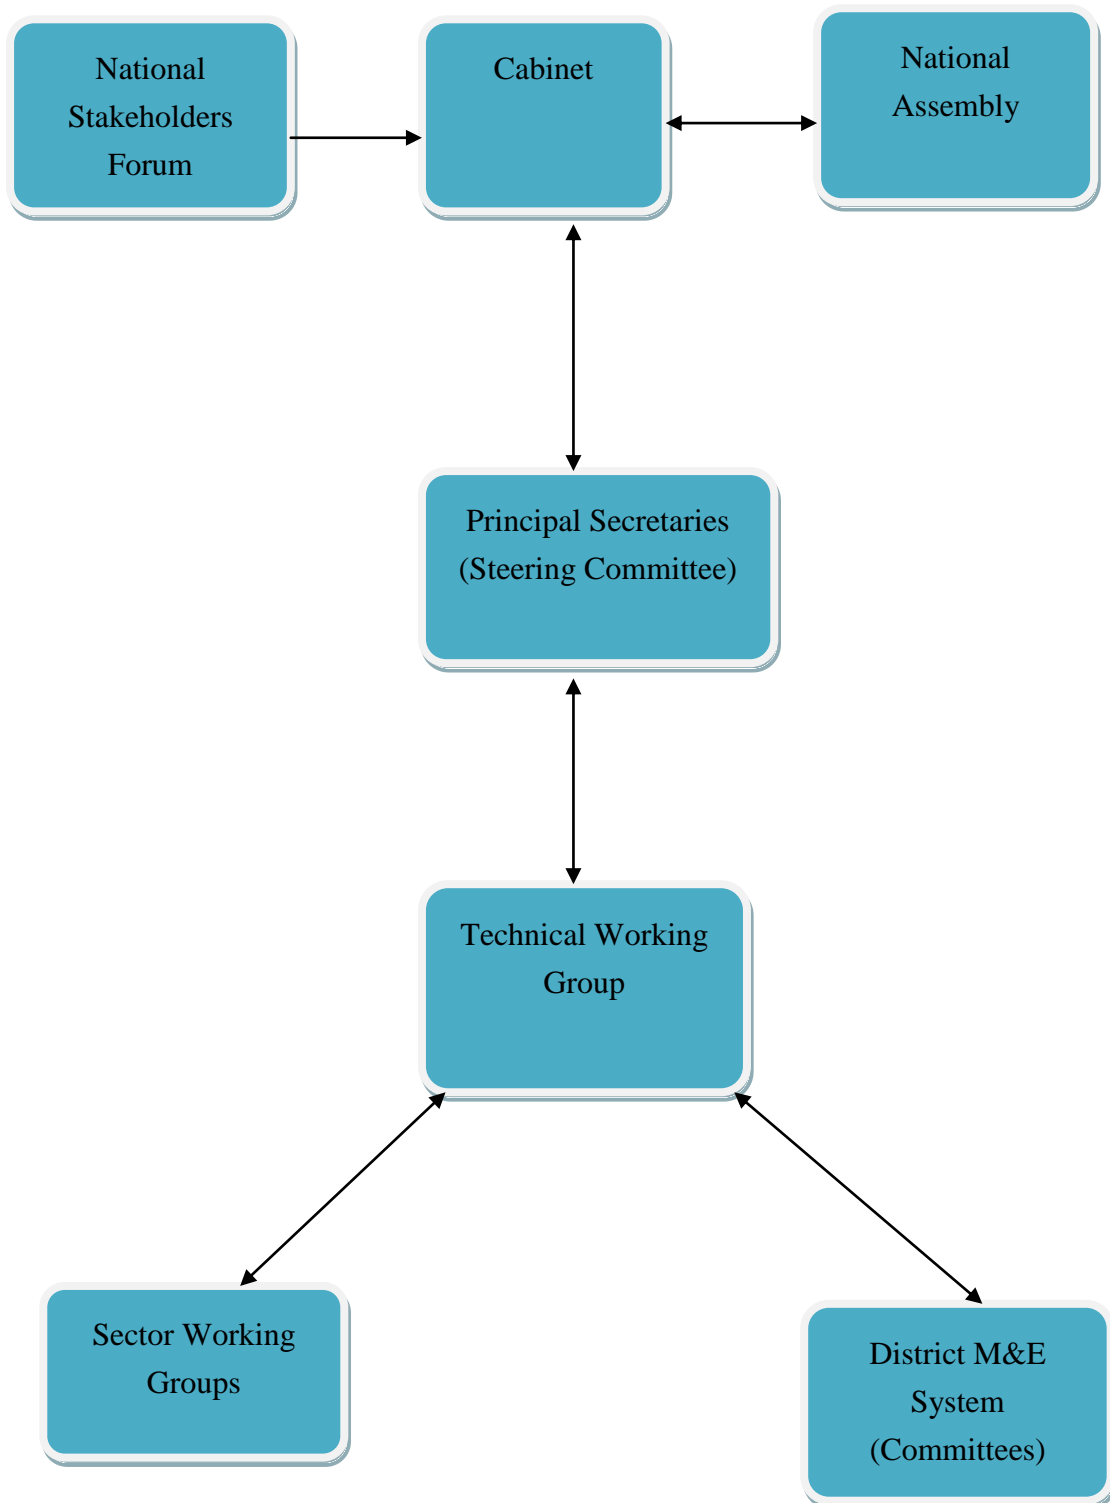 National
Stakeholders
Forum
Cabinet
National
Assembly
Principal Secretaries
(Steering Committee)
Technical Working
Group
Sector Working
Groups
District M&E
System
(Committees)